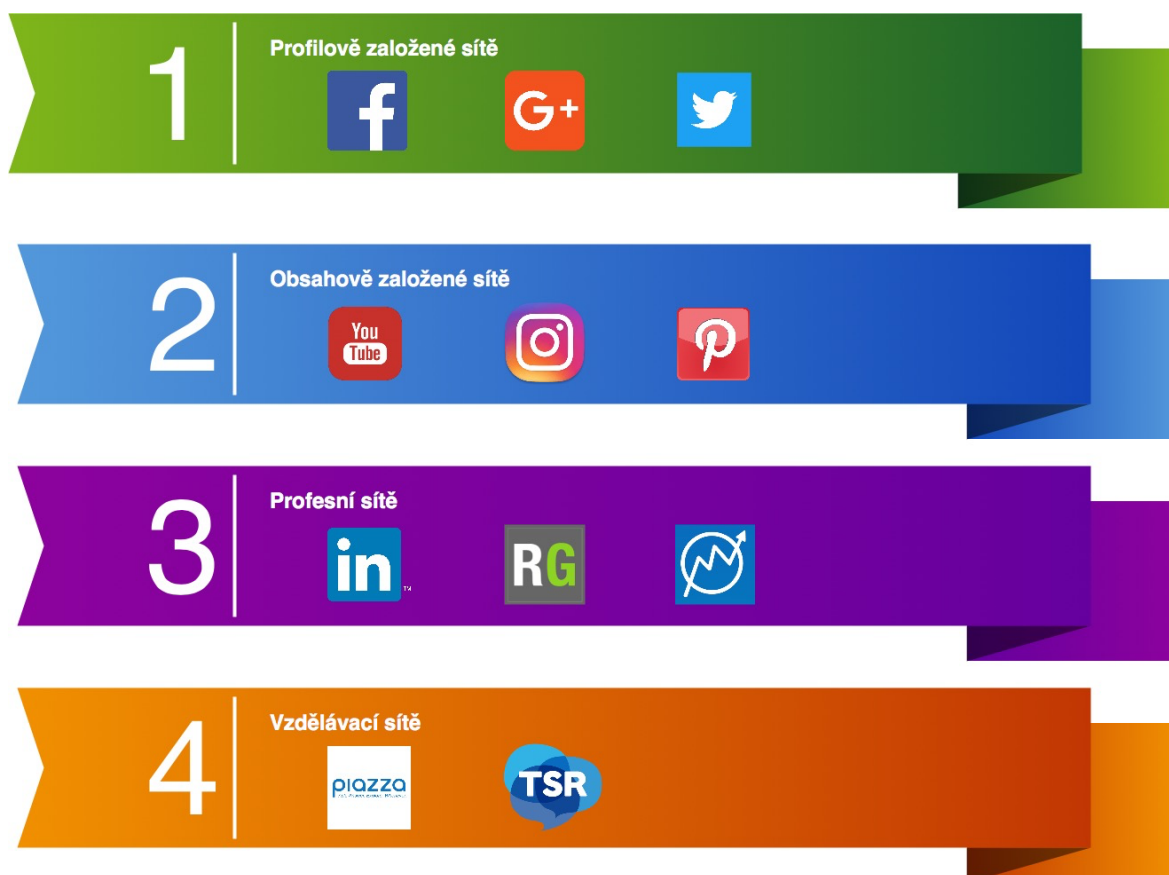 1
Profilově založené sítě
f
G+
2
Obsahově založené sítě
You
Tube
3
Profesní sítě
in
TM
RG
4
Vzdělávací sítě
piazza
TSR